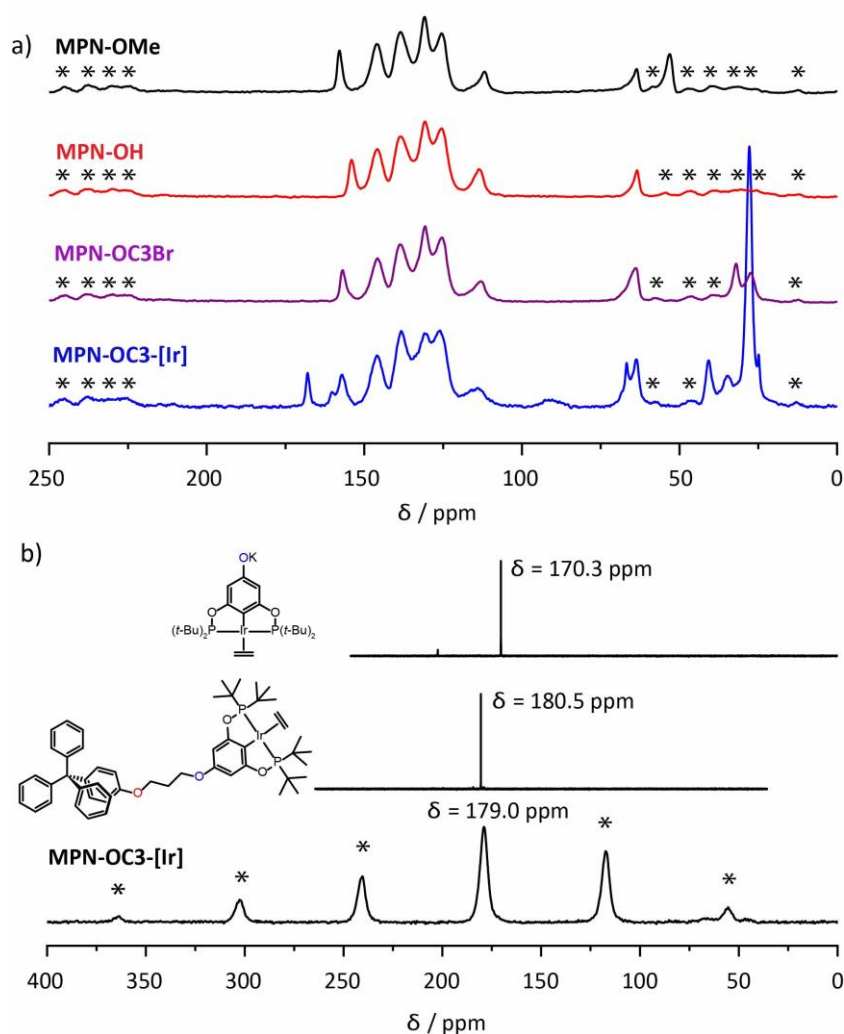 a)
MPN-OMe
* * * *
* * * * * *
MPN-OH
* * * *
* * * * * *
MPN-OC3Br
* * * *
* * * *
MPN-OC3-[Ir]
* * * *
* * *
250 200 150 100 50 0
δ / ppm
b)
OK
O O
(t-Bu)₂P Ir P(t-Bu)₂
δ = 170.3 ppm
O P
Ir
O P
O O
δ = 180.5 ppm
δ = 179.0 ppm
MPN-OC3-[Ir]
* * * * *
400 350 300 250 200 150 100 50 0
δ / ppm